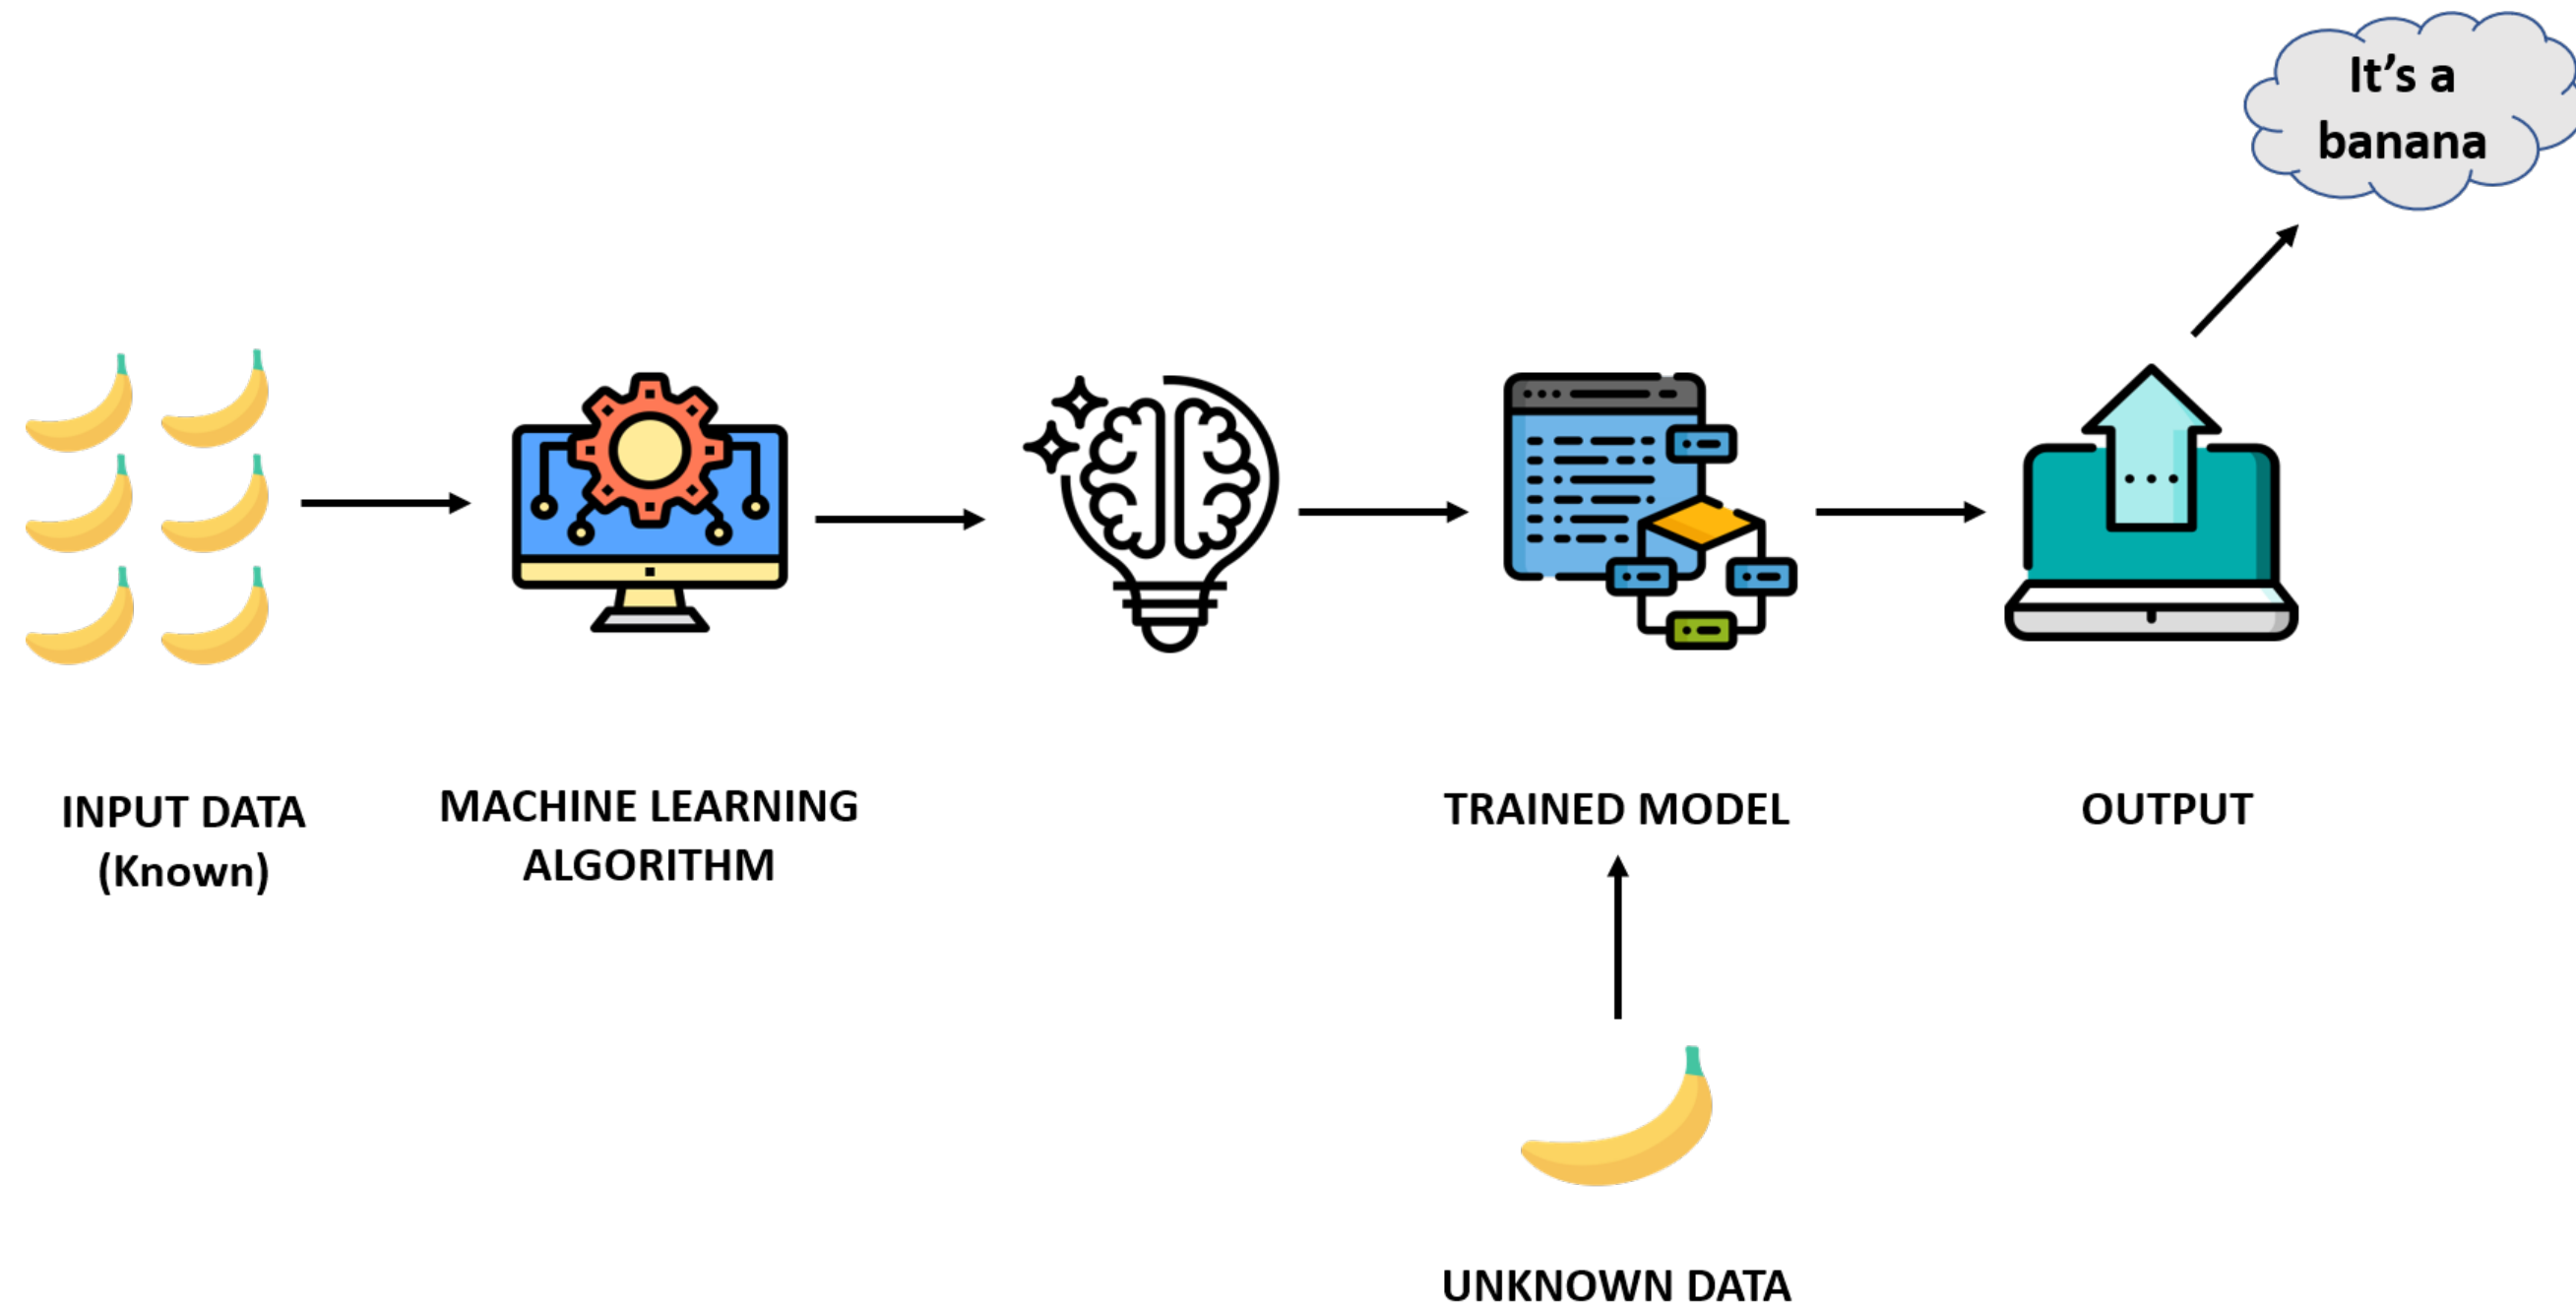 It’s a
banana
INPUT DATA
(Known)
MACHINE LEARNING
ALGORITHM
TRAINED MODEL
OUTPUT
UNKNOWN DATA